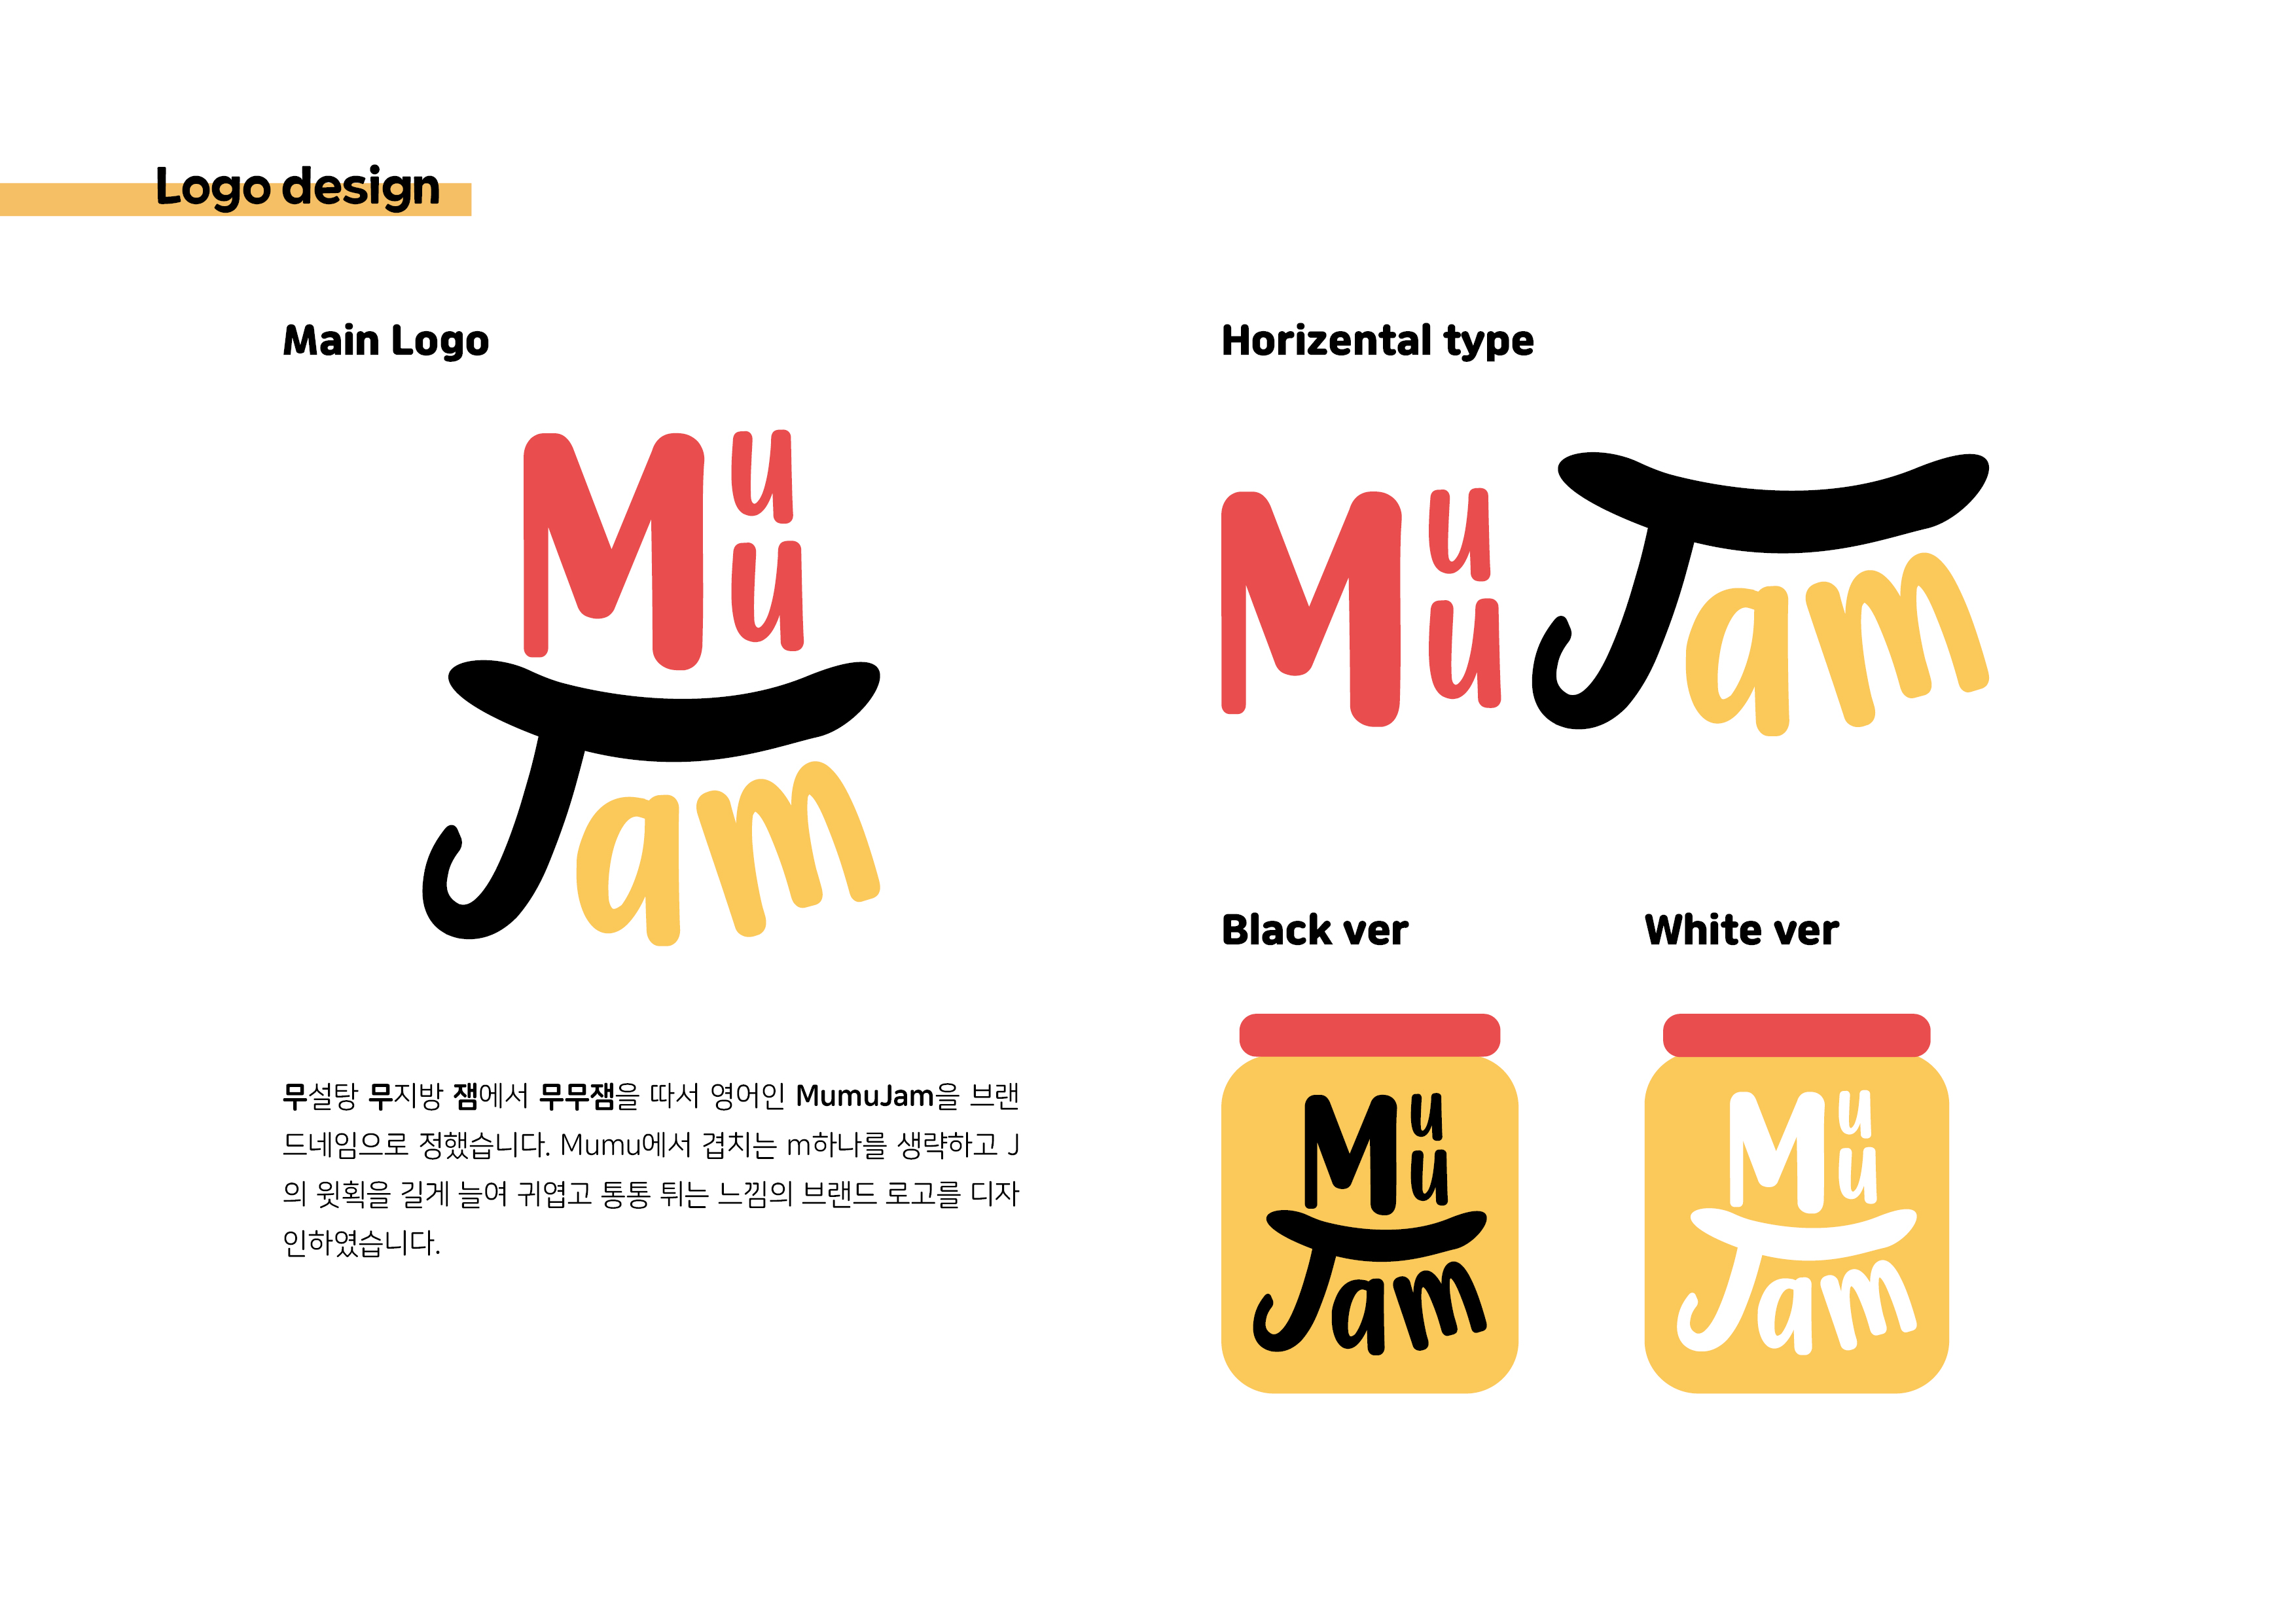 Logo design
Main Logo
Mu
u
Jam
무설탕 무지방 잼에서 무무잼을 따서 영어인 MumuJam을 브랜
드네임으로 정했습니다. Mumu에서 겹치는 m하나를 생략하고 J
의 윗획을 길게 늘여 귀엽고 통통 튀는 느낌의 브랜드 로고를 디자
인하였습니다.
Horizental type
Mu
u
Jam
Black ver
Mu
u
Jam
White ver
Mu
u
Jam